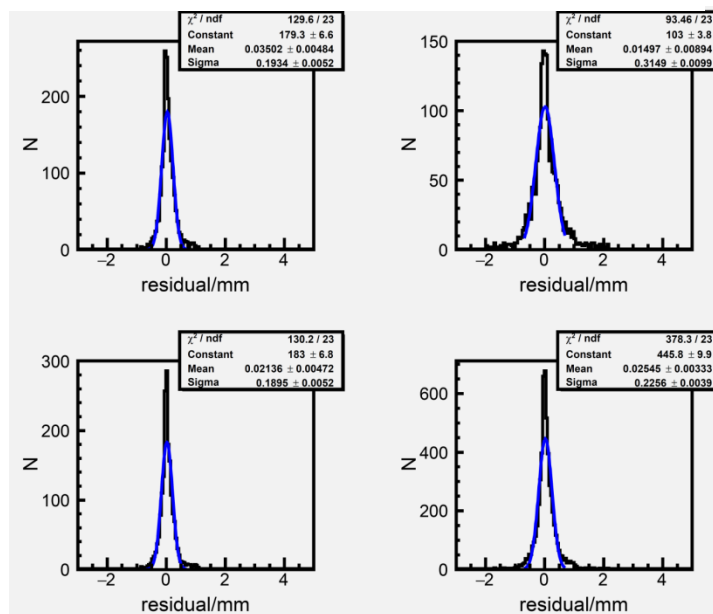 χ² / ndf 129.6 / 23
Constant 179.3 ± 6.6
Mean 0.03502 ± 0.00484
Sigma 0.1934 ± 0.0052
200
100
0
N
−2 0 2 4
residual/mm
χ² / ndf 93.46 / 23
Constant 103 ± 3.8
Mean 0.01497 ± 0.00894
Sigma 0.3149 ± 0.0099
150
100
50
0
N
−2 0 2 4
residual/mm
χ² / ndf 130.2 / 23
Constant 183 ± 6.8
Mean 0.02136 ± 0.00472
Sigma 0.1895 ± 0.0052
300
200
100
0
N
−2 0 2 4
residual/mm
χ² / ndf 378.3 / 23
Constant 445.8 ± 9.9
Mean 0.02545 ± 0.00333
Sigma 0.2256 ± 0.0039
600
400
200
0
N
−2 0 2 4
residual/mm